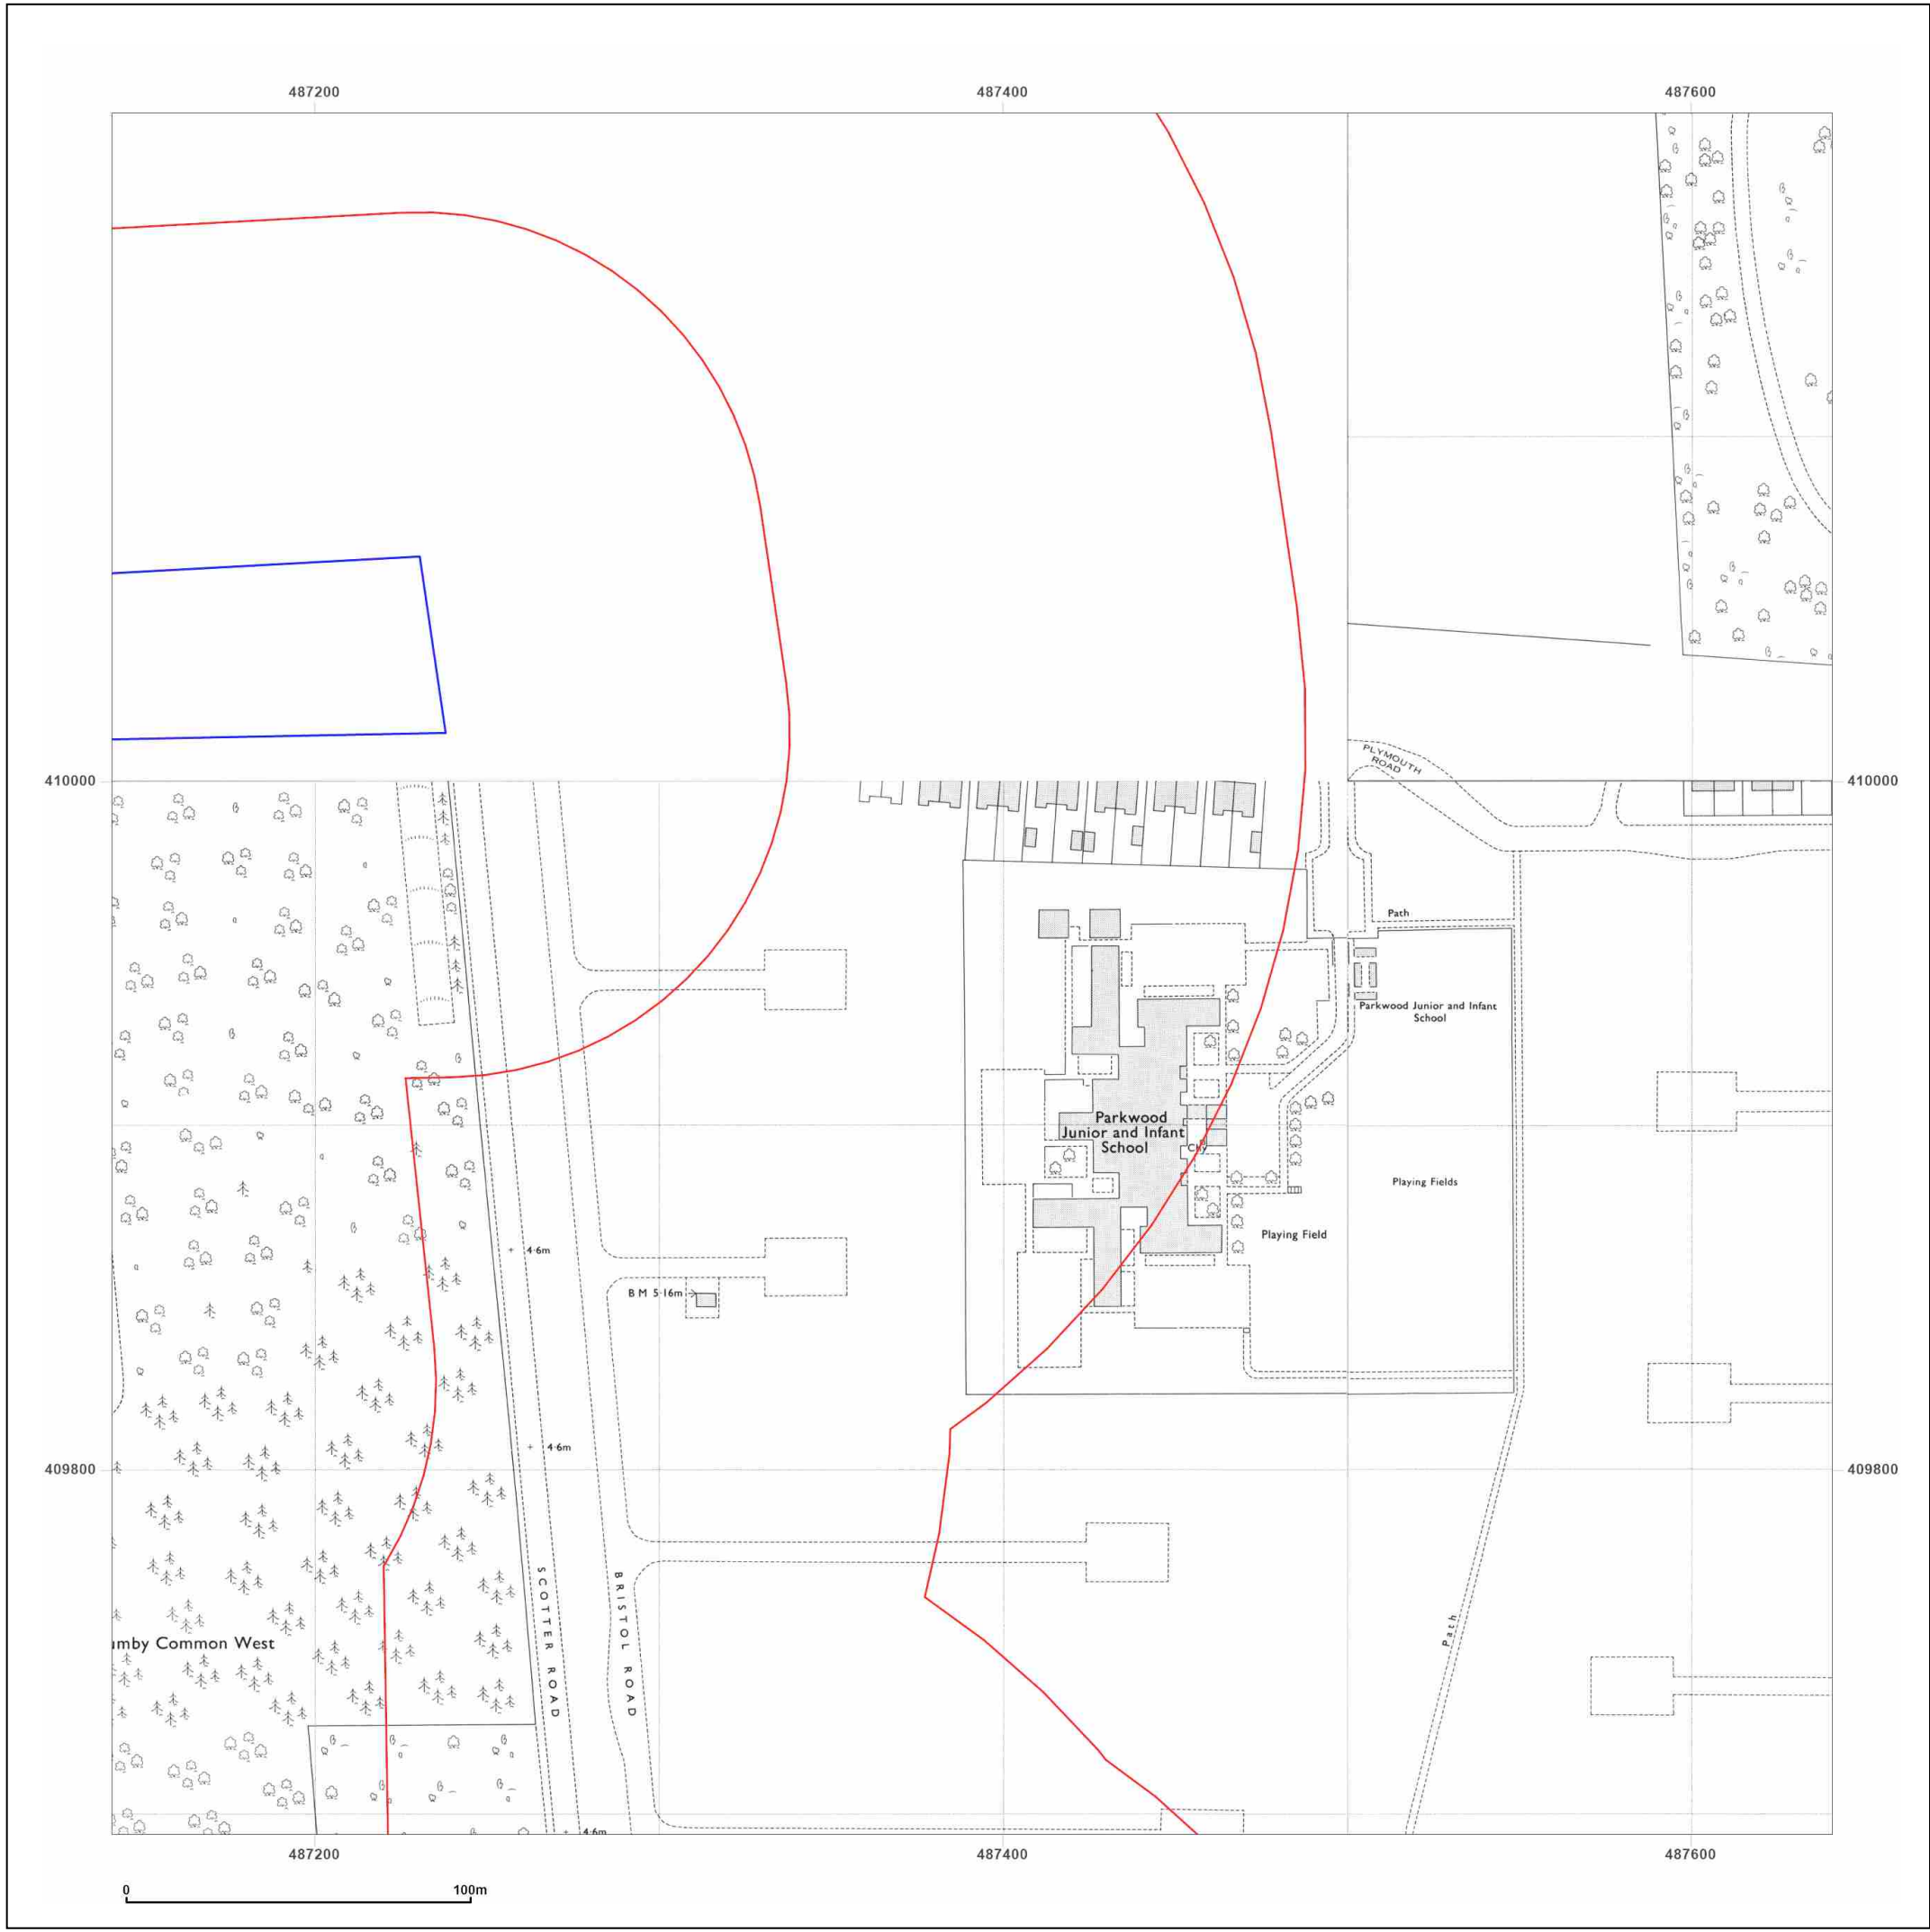 487200
487400
487600
410000
PLYMOUTH
ROAD
410000
Path
Parkwood Junior and Infant
School
Parkwood
Junior and Infant
School
Chy
Playing Fields
Playing Field
4·6m
B M 5·16m
4·6m
409800
409800
SCOTTER ROAD
BRISTOL ROAD
Path
mby Common West
4·6m
487200
487400
487600
0
100m